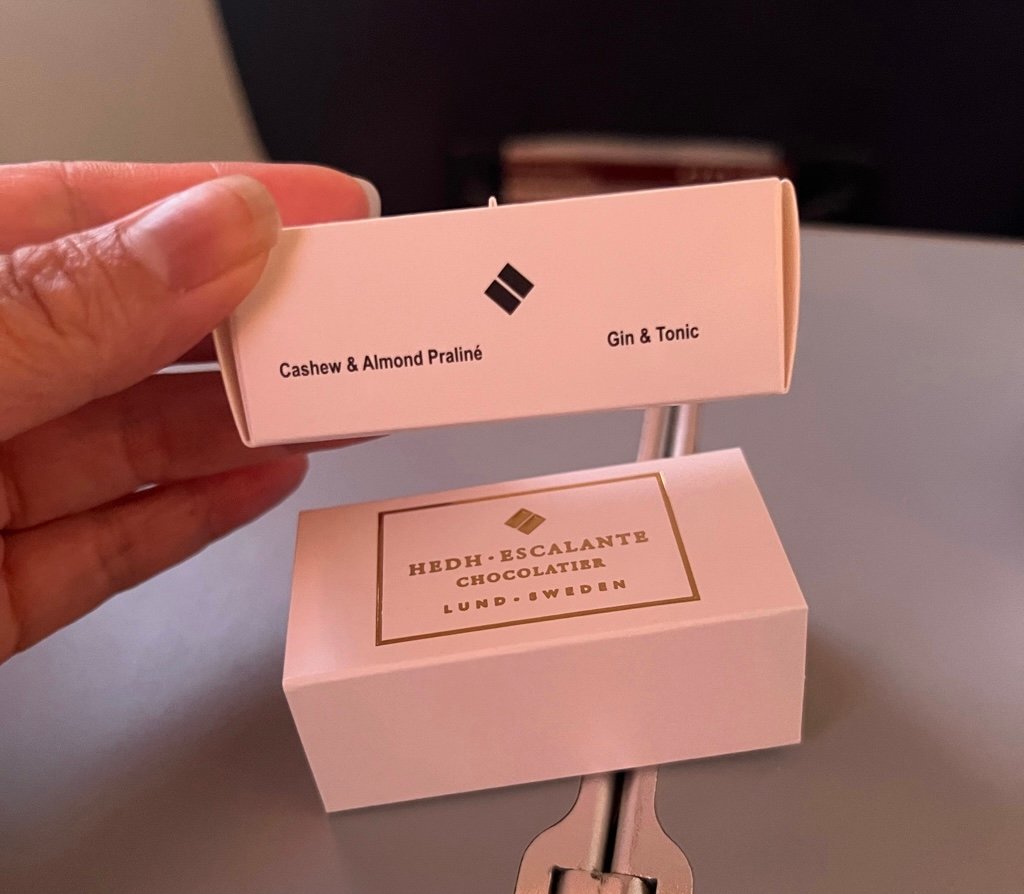 Cashew & Almond Praliné
Gin & Tonic
HEDH·ESCALANTE
CHOCOLATIER
LUND·SWEDEN